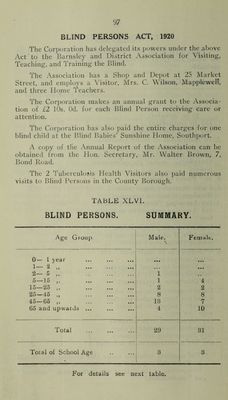 97
BLIND PERSONS ACT, 1920
The Corporation has delegated its powers under the above
Act to the Barnsley and District Association for Visiting,
Teaching, and Training the Blind.
The Association has a Shop and Depot at 25 Market
Street, and employs a Visitor, Mrs. C. Wilson, Mapplewell,
and three Home Teachers.
The Corporation makes an annual grant to the Associa-
tion of £2 10s. 0d. for each Blind Person receiving care or
attention.
The Corporation has also paid the entire charges for one
blind child at the Blind Babies' Sunshine Home, Southport.
A copy of the Annual Report of the Association can be
obtained from the Hon. Secretary, Mr. Walter Brown, 7,
Bond Road.
The 2 Tuberculosis Health Visitors also paid numerous
visits to Blind Persons in the County Borough.
TABLE XLVI.
BLIND PERSONS. SUMMARY.
Age Group. Male. Female.
0— 1 year ... ... ... ... ...
1— 2 ,, ... ... ... ... ...
2— 5 ,, ... ... ... 1 ..
5—15 ,, ... ... ... 1 4
15—25 ,, ... ... ... 2 2
25—45 ,, ... ... ... 8 8
45—65 ,, ... ... ... 13 7
65 and upwards ... ... ... 4 10
Total ... ... ... 29 31
Total of School Age .. ... 3 3
For details see next table.